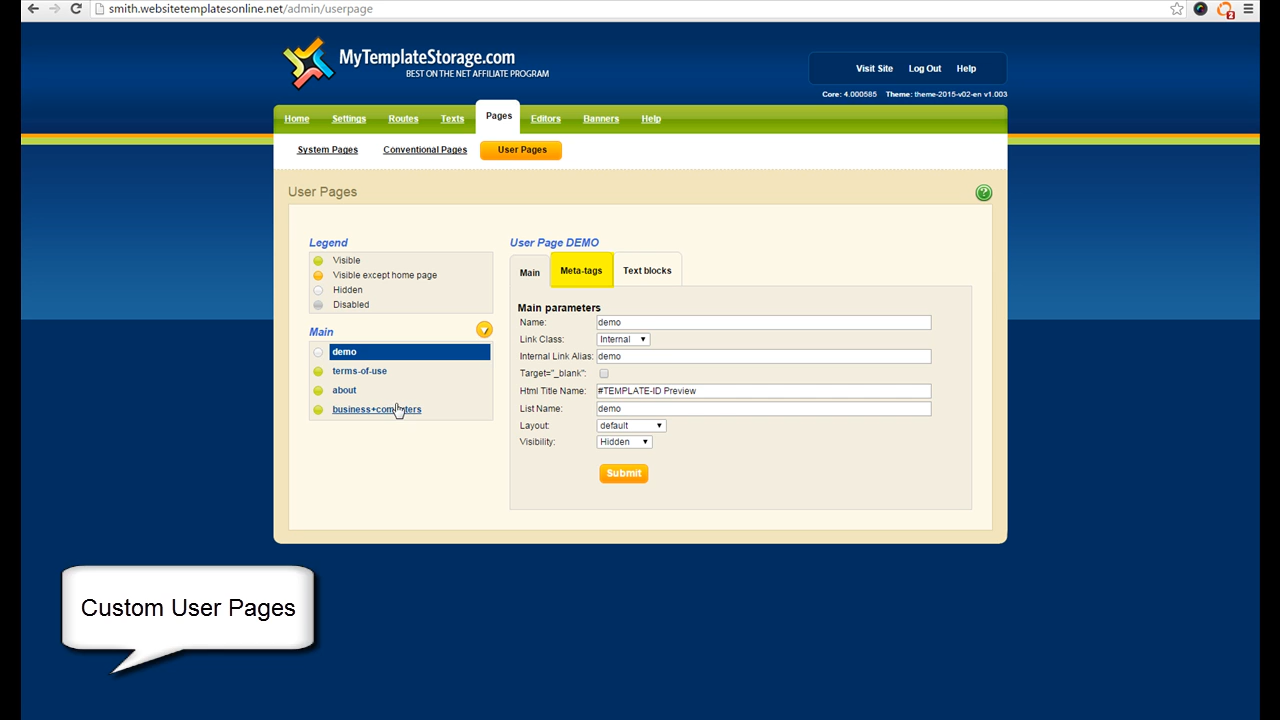 smith.websitetemplatesonline.net/admin/userpage
2
MyTemplateStorage.com
BEST ON THE NET AFFILIATE PROGRAM
Visit Site Log Out Help
Core: 4.000585 Theme: theme-2015-v02-en v1.003
Home Settings Routes Texts Pages Editors Banners Help
System Pages Conventional Pages User Pages
User Pages
?
Legend
Visible
Visible except home page
Hidden
Disabled
Main
demo
terms-of-use
about
business+computers
User Page DEMO
Main Meta-tags Text blocks
Main parameters
Name: demo
Link Class: Internal
Internal Link Alias: demo
Target="_blank":
Html Title Name: #TEMPLATE-ID Preview
List Name: demo
Layout: default
Visibility: Hidden
Submit
Custom User Pages